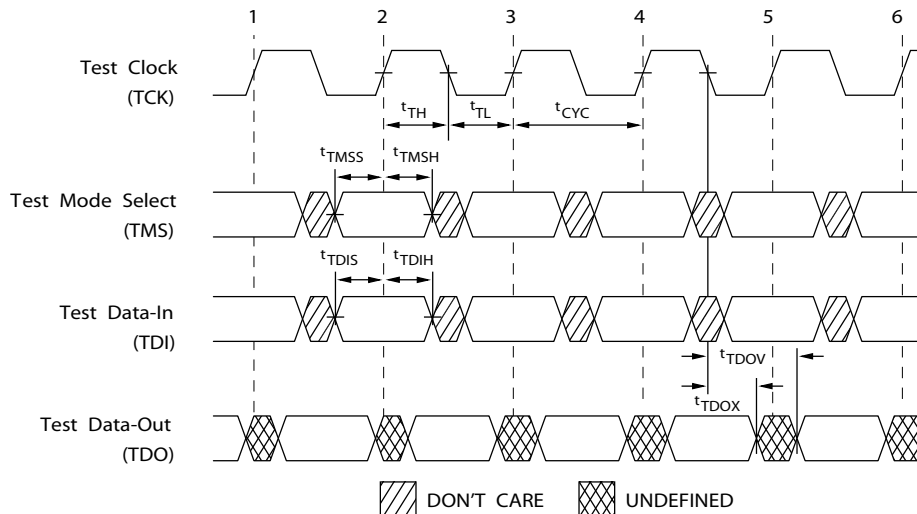 1 2 3 4 5 6
Test Clock
(TCK)
tTH tTL tCYC
tTMSS tTMSH
Test Mode Select
(TMS)
tTDIS tTDIH
Test Data-In
(TDI)
tTDOV
tTDOX
Test Data-Out
(TDO)
DON'T CARE UNDEFINED